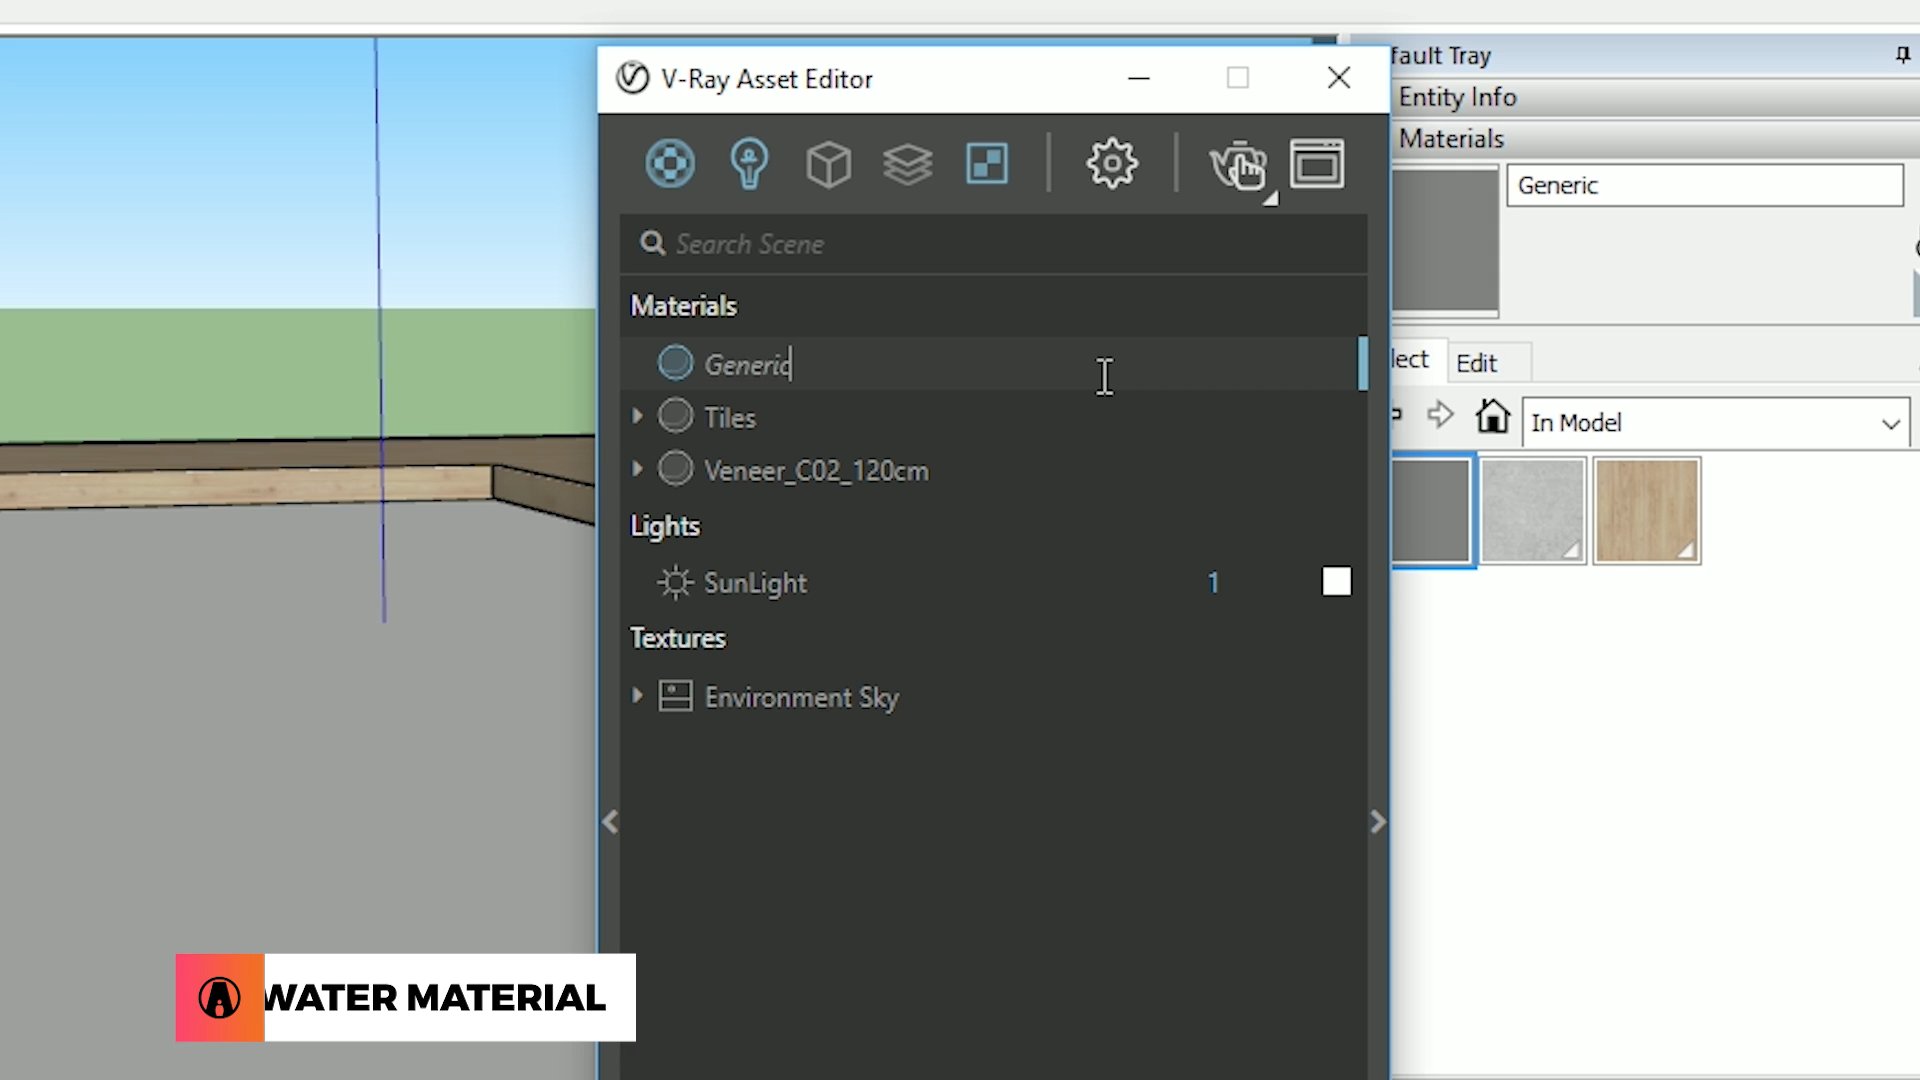 V-Ray Asset Editor
Search Scene
Materials
Generic
Tiles
Veneer_C02_120cm
Lights
SunLight
1
Textures
Environment Sky
fault Tray
Entity Info
Materials
Generic
lect
Edit
In Model
WATER MATERIAL